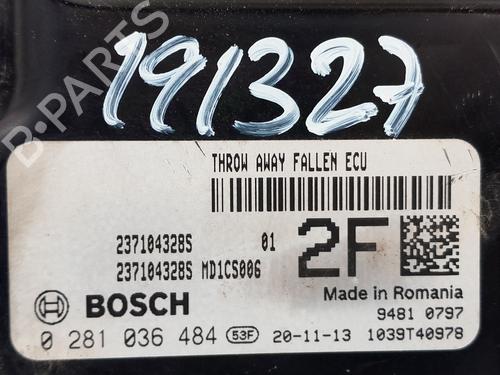 191327
B-PARTS
THROW AWAY FALLEN ECU
237104328S 01
237104328S MD1CS006
2F
BOSCH
Made in Romania
9481 0797
0 281 036 484 53F 20-11-13 1039T40978